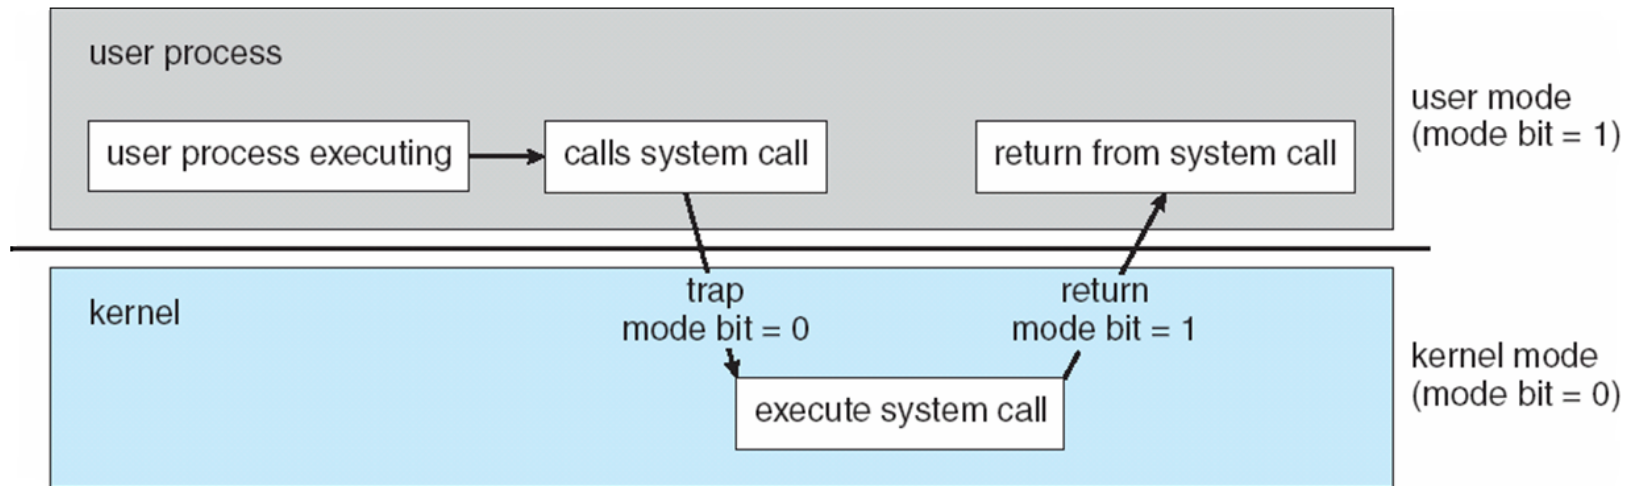 user process
user process executing
calls system call
return from system call
user mode
(mode bit = 1)
kernel
trap
mode bit = 0
return
mode bit = 1
execute system call
kernel mode
(mode bit = 0)